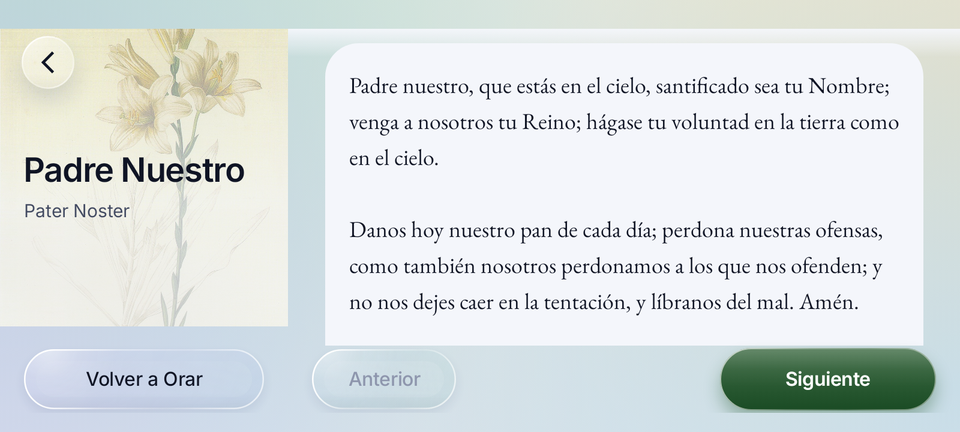 Padre Nuestro
Pater Noster
Padre nuestro, que estás en el cielo, santificado sea tu Nombre;
venga a nosotros tu Reino; hágase tu voluntad en la tierra como
en el cielo.
Danos hoy nuestro pan de cada día; perdona nuestras ofensas,
como también nosotros perdonamos a los que nos ofenden; y
no nos dejes caer en la tentación, y líbranos del mal. Amén.
Volver a Orar
Anterior
Siguiente